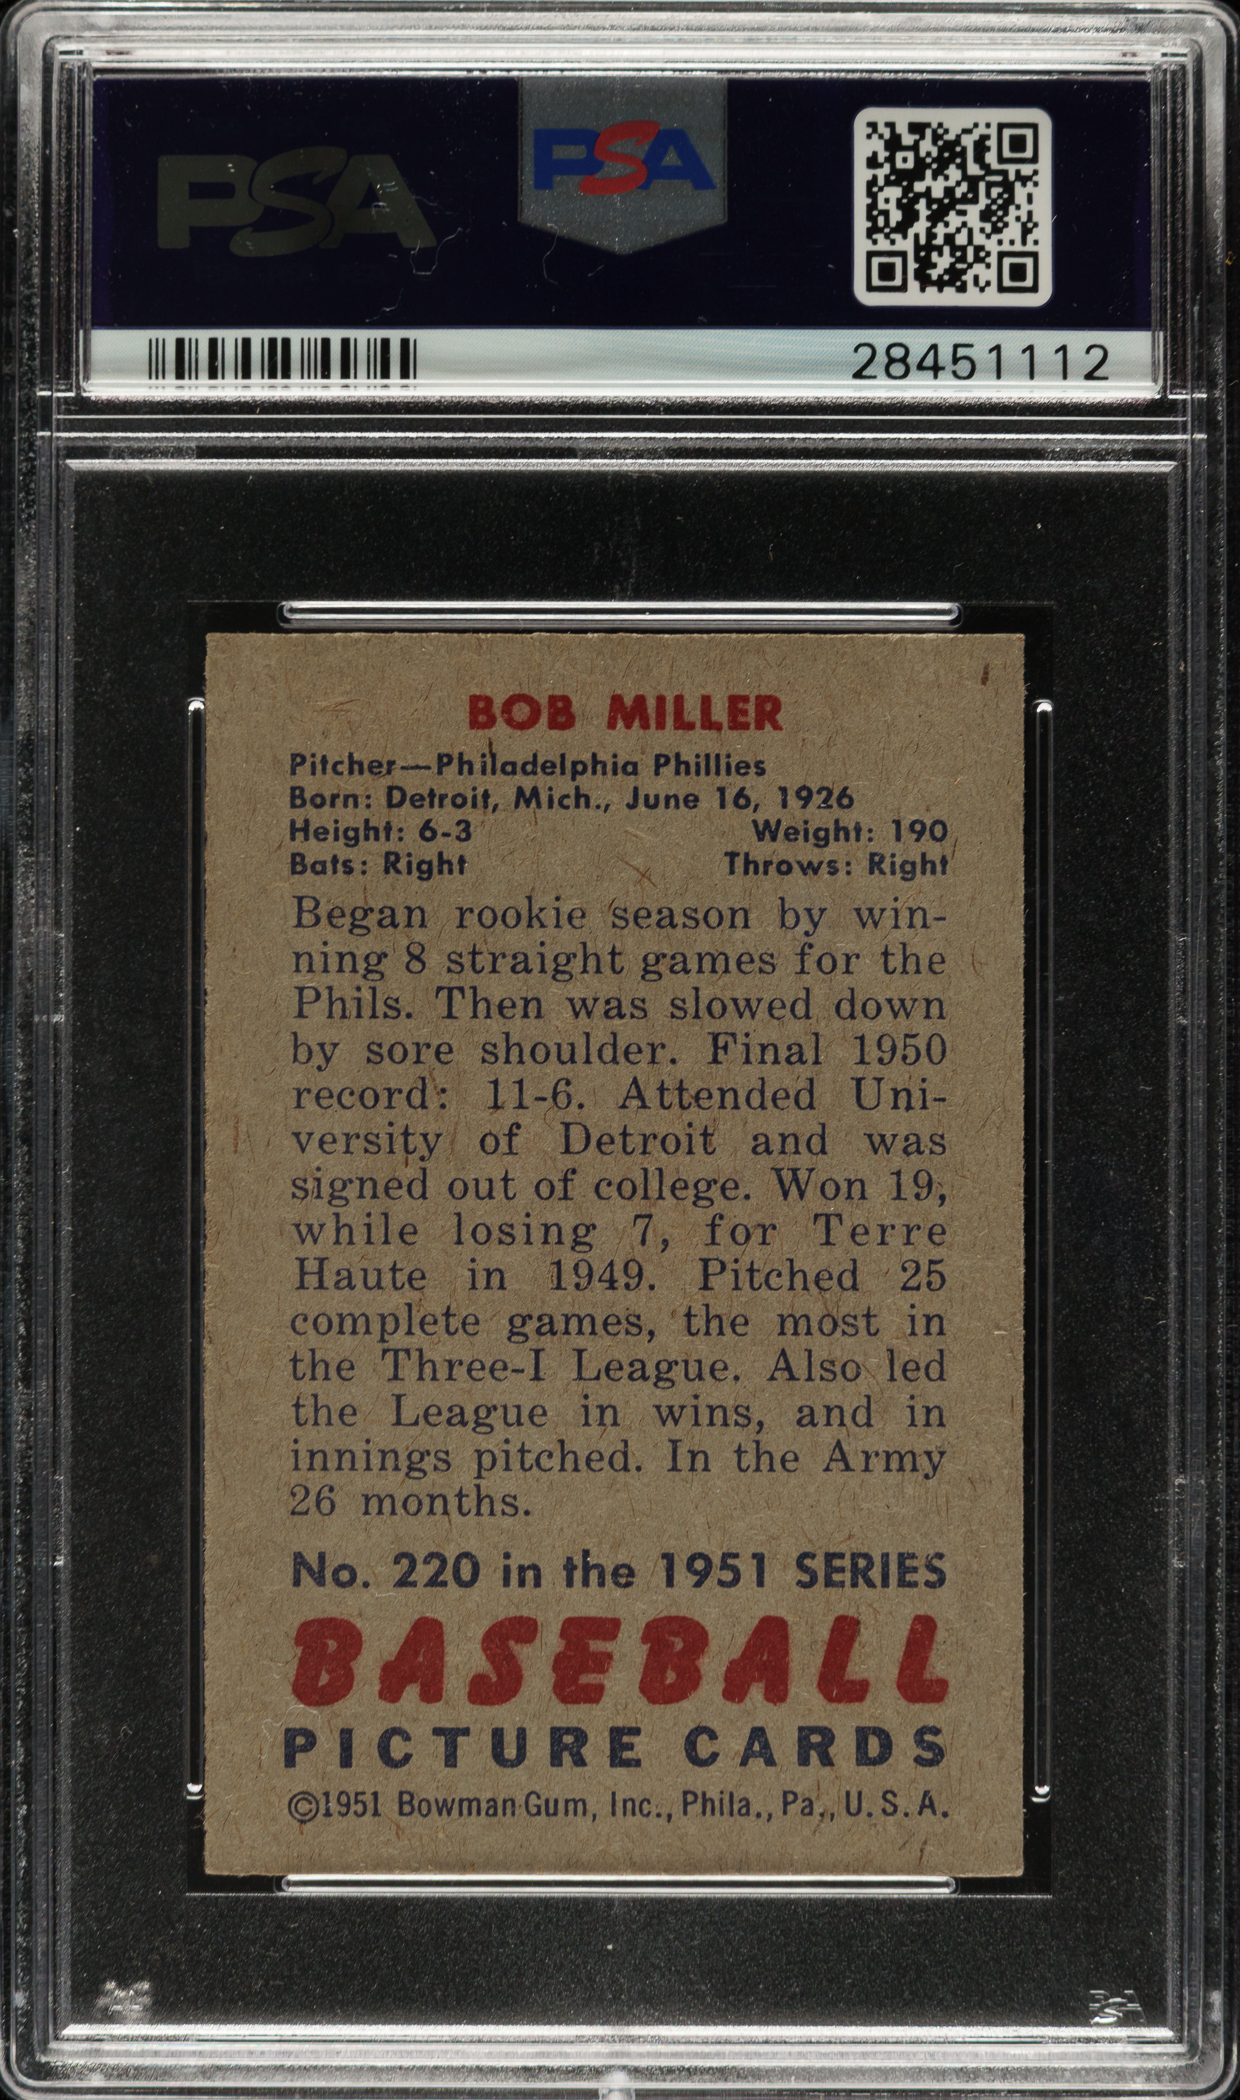 PSA
PSA
28451112
BOB MILLER
Pitcher—Philadelphia Phillies
Born: Detroit, Mich., June 16, 1926
Height: 6-3 Weight: 190
Bats: Right Throws: Right
Began rookie season by win-
ning 8 straight games for the
Phils. Then was slowed down
by sore shoulder. Final 1950
record: 11-6. Attended Uni-
versity of Detroit and was
signed out of college. Won 19,
while losing 7, for Terre
Haute in 1949. Pitched 25
complete games, the most in
the Three-I League. Also led
the League in wins, and in
innings pitched. In the Army
26 months.
No. 220 in the 1951 SERIES
BASEBALL
PICTURE CARDS
©1951 Bowman Gum, Inc., Phila., Pa., U.S.A.
PSA